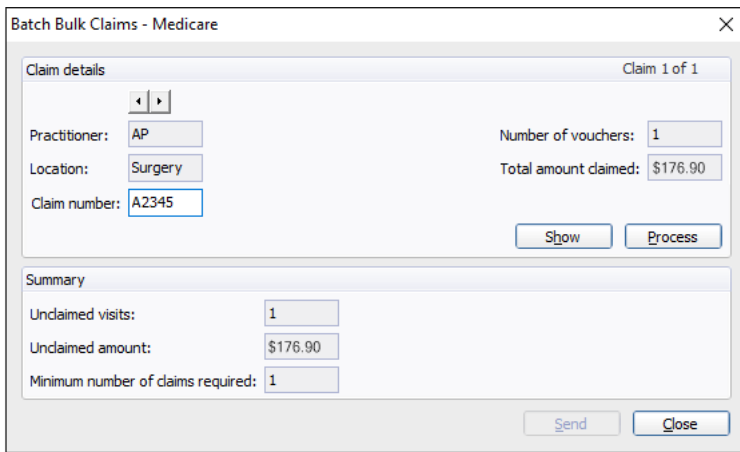 Batch Bulk Claims - Medicare
Claim details Claim 1 of 1
Practitioner: AP Number of vouchers: 1
Location: Surgery Total amount claimed: $176.90
Claim number: A2345
Show Process
Summary
Unclaimed visits: 1
Unclaimed amount: $176.90
Minimum number of claims required: 1
Send Close